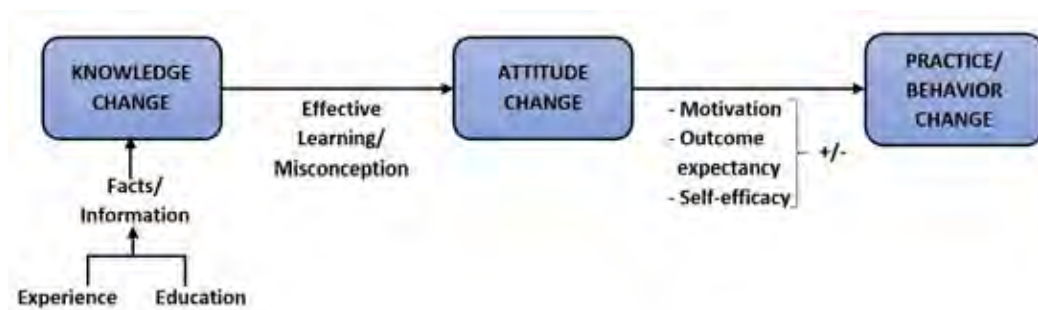 KNOWLEDGE
CHANGE
Effective
Learning/
Misconception
ATTITUDE
CHANGE
- Motivation
- Outcome
expectancy
- Self-efficacy
+/-
PRACTICE/
BEHAVIOR
CHANGE
Facts/
Information
Experience
Education